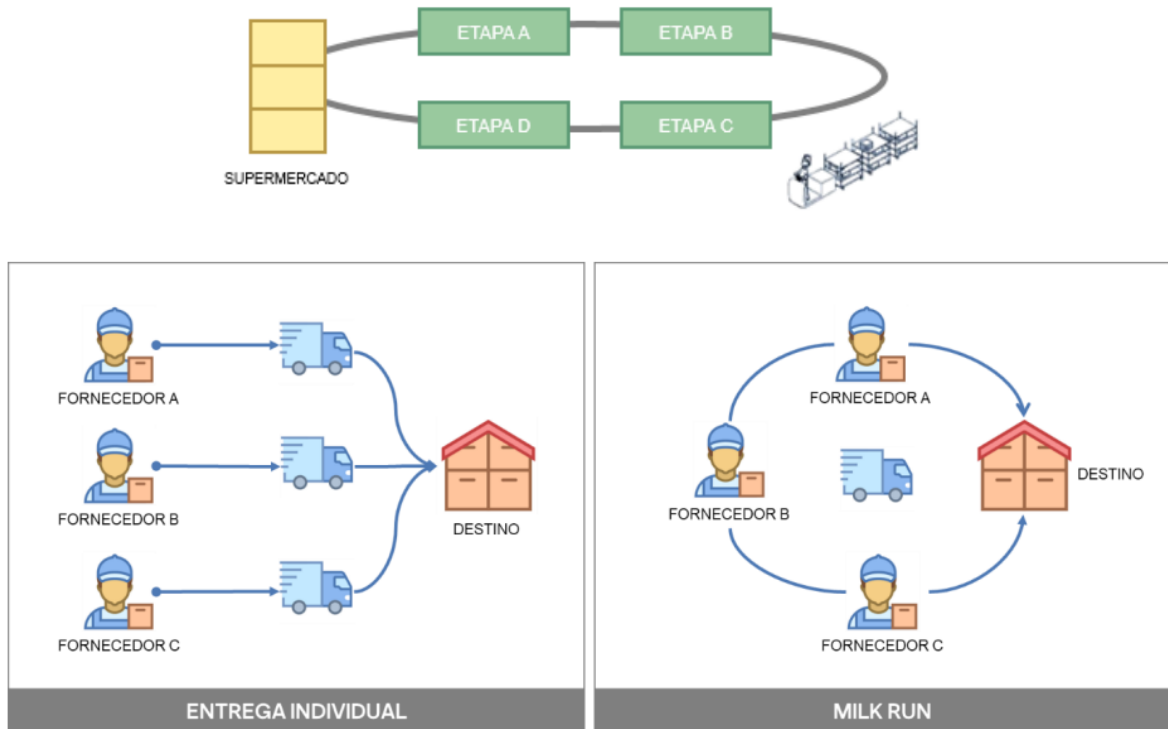 ETAPA A
ETAPA B
ETAPA D
ETAPA C
SUPERMERCADO
FORNECEDOR A
FORNECEDOR B
DESTINO
FORNECEDOR C
ENTREGA INDIVIDUAL
FORNECEDOR A
DESTINO
FORNECEDOR B
FORNECEDOR C
MILK RUN